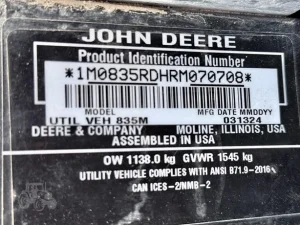 JOHN DEERE
Product Identification Number
*1M0835RDHRM070708*
MODEL MFG DATE MMDDYY
UTIL VEH 835M 031324
DEERE & COMPANY MOLINE, ILLINOIS, USA
ASSEMBLED IN USA
OW 1138.0 kg GVWR 1545 kg
UTILITY VEHICLE COMPLIES WITH ANSI B71.9-2016
CAN ICES-2/NMB-2